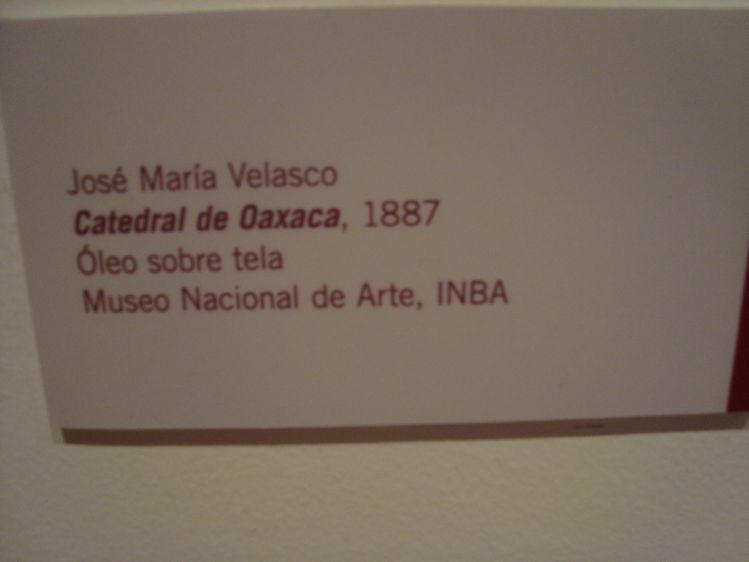 José María Velasco
Catedral de Oaxaca, 1887
Óleo sobre tela
Museo Nacional de Arte, INBA